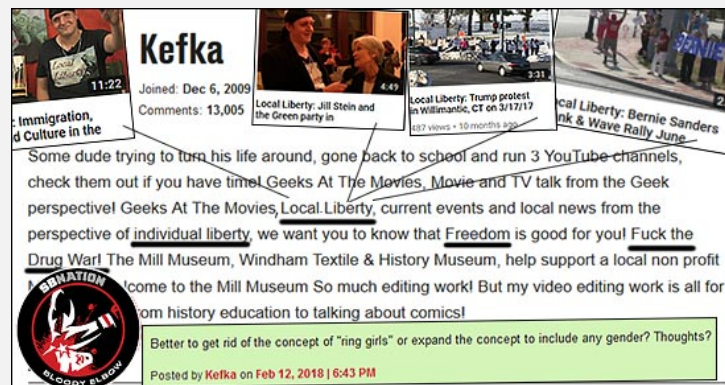 11:22
: Immigration,
d Culture in the
Kefka
Joined: Dec 6, 2009
Comments: 13,005
4:49
Local Liberty: Jill Stein and
the Green party in
3:31
Local Liberty: Trump protest
in Willimantic, CT on 3/17/17
487 views • 10 months ago
cal Liberty: Bernie Sanders
nk & Wave Rally June
Some dude trying to turn his life around, gone back to school and run 3 YouTube channels,
check them out if you have time! Geeks At The Movies, Movie and TV talk from the Geek
perspective! Geeks At The Movies, Local Liberty, current events and local news from the
perspective of individual liberty, we want you to know that Freedom is good for you! Fuck the
Drug War! The Mill Museum, Windham Textile & History Museum, help support a local non profit
lcome to the Mill Museum So much editing work! But my video editing work is all for
rom history education to talking about comics!
SBNATION
BLOODY ELBOW
Better to get rid of the concept of "ring girls" or expand the concept to include any gender? Thoughts?
Posted by Kefka on Feb 12, 2018 | 6:43 PM